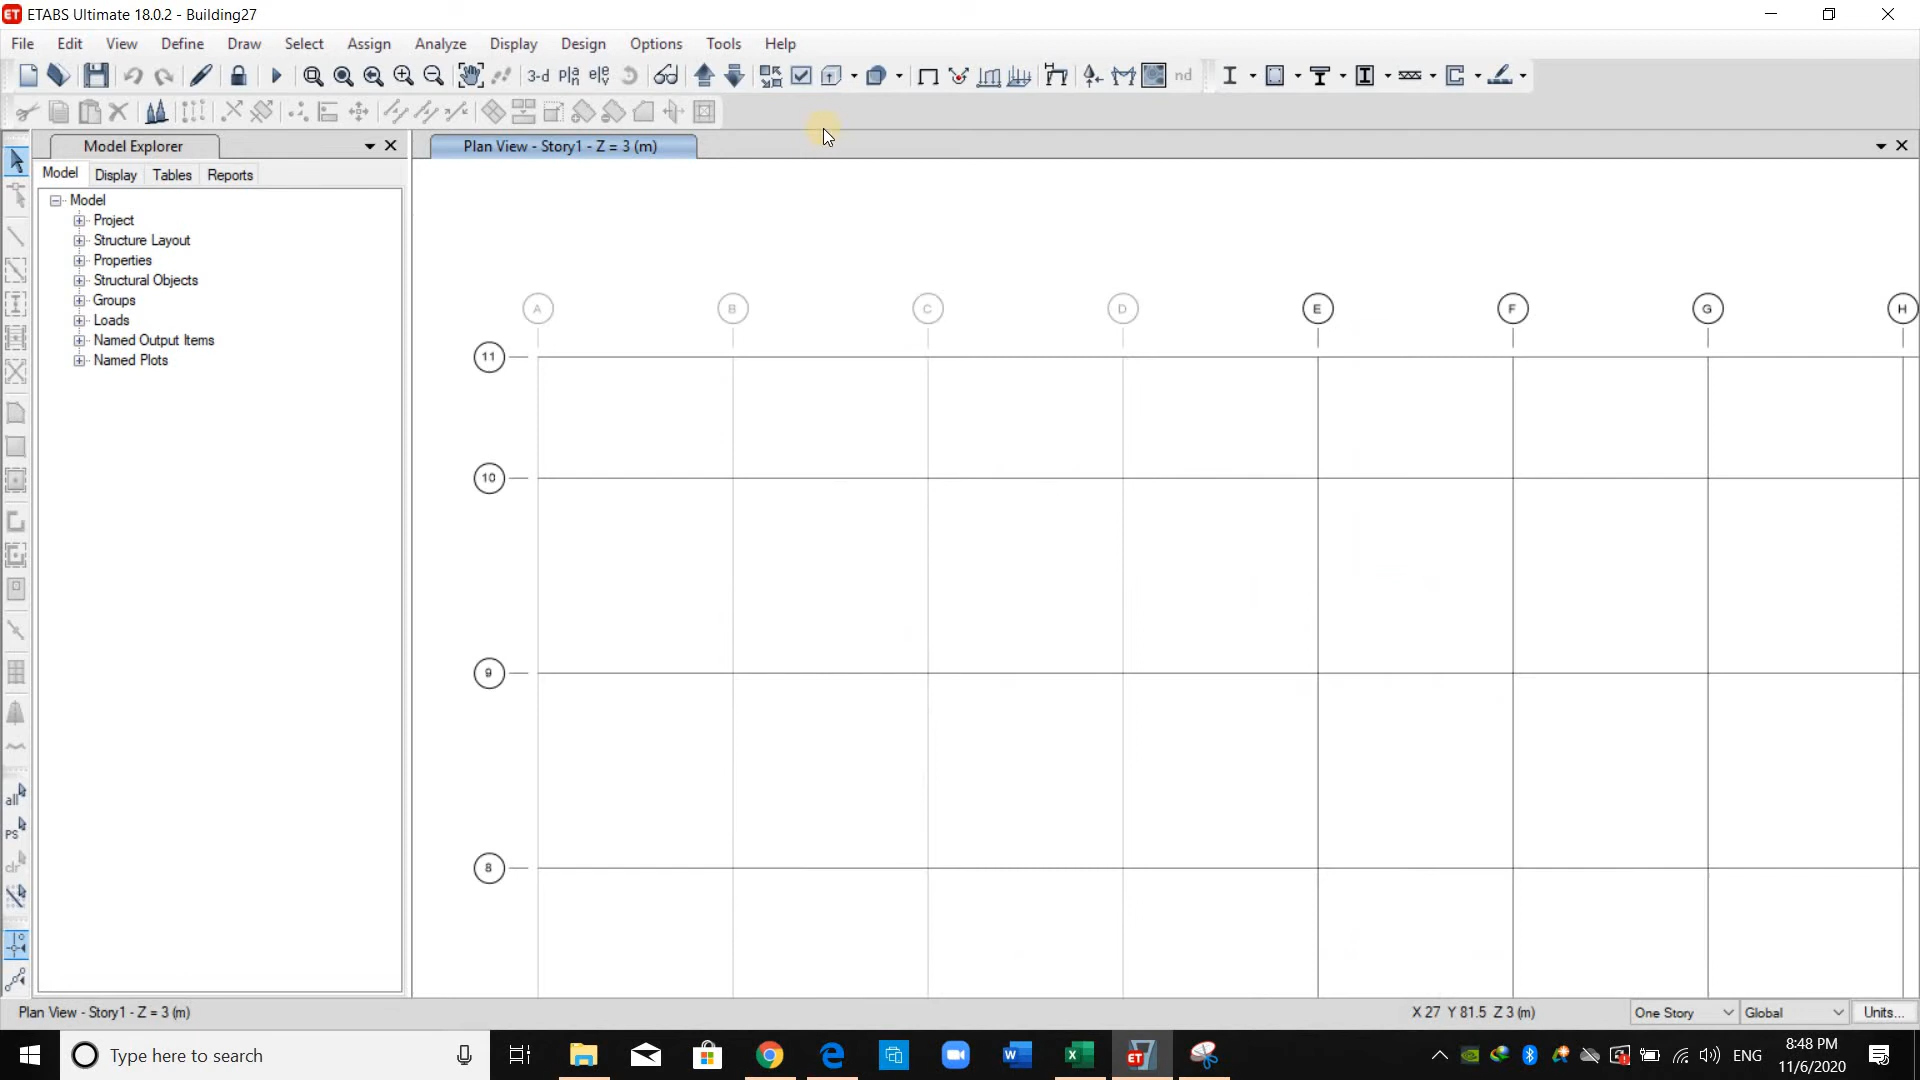 ETABS Ultimate 18.0.2 - Building27
File Edit View Define Draw Select Assign Analyze Display Design Options Tools Help
3-d nd
Model Explorer
Plan View - Story1 - Z = 3 (m)
Model Display Tables Reports
Model
Project
Structure Layout
Properties
Structural Objects
Groups
Loads
Named Output Items
Named Plots
A B C D E F G H
11
10
9
8
all
PS
clr
Plan View - Story1 - Z = 3 (m)
X 27 Y 81.5 Z 3 (m)
One Story
Global
Units...
Type here to search
ENG
8:48 PM
11/6/2020